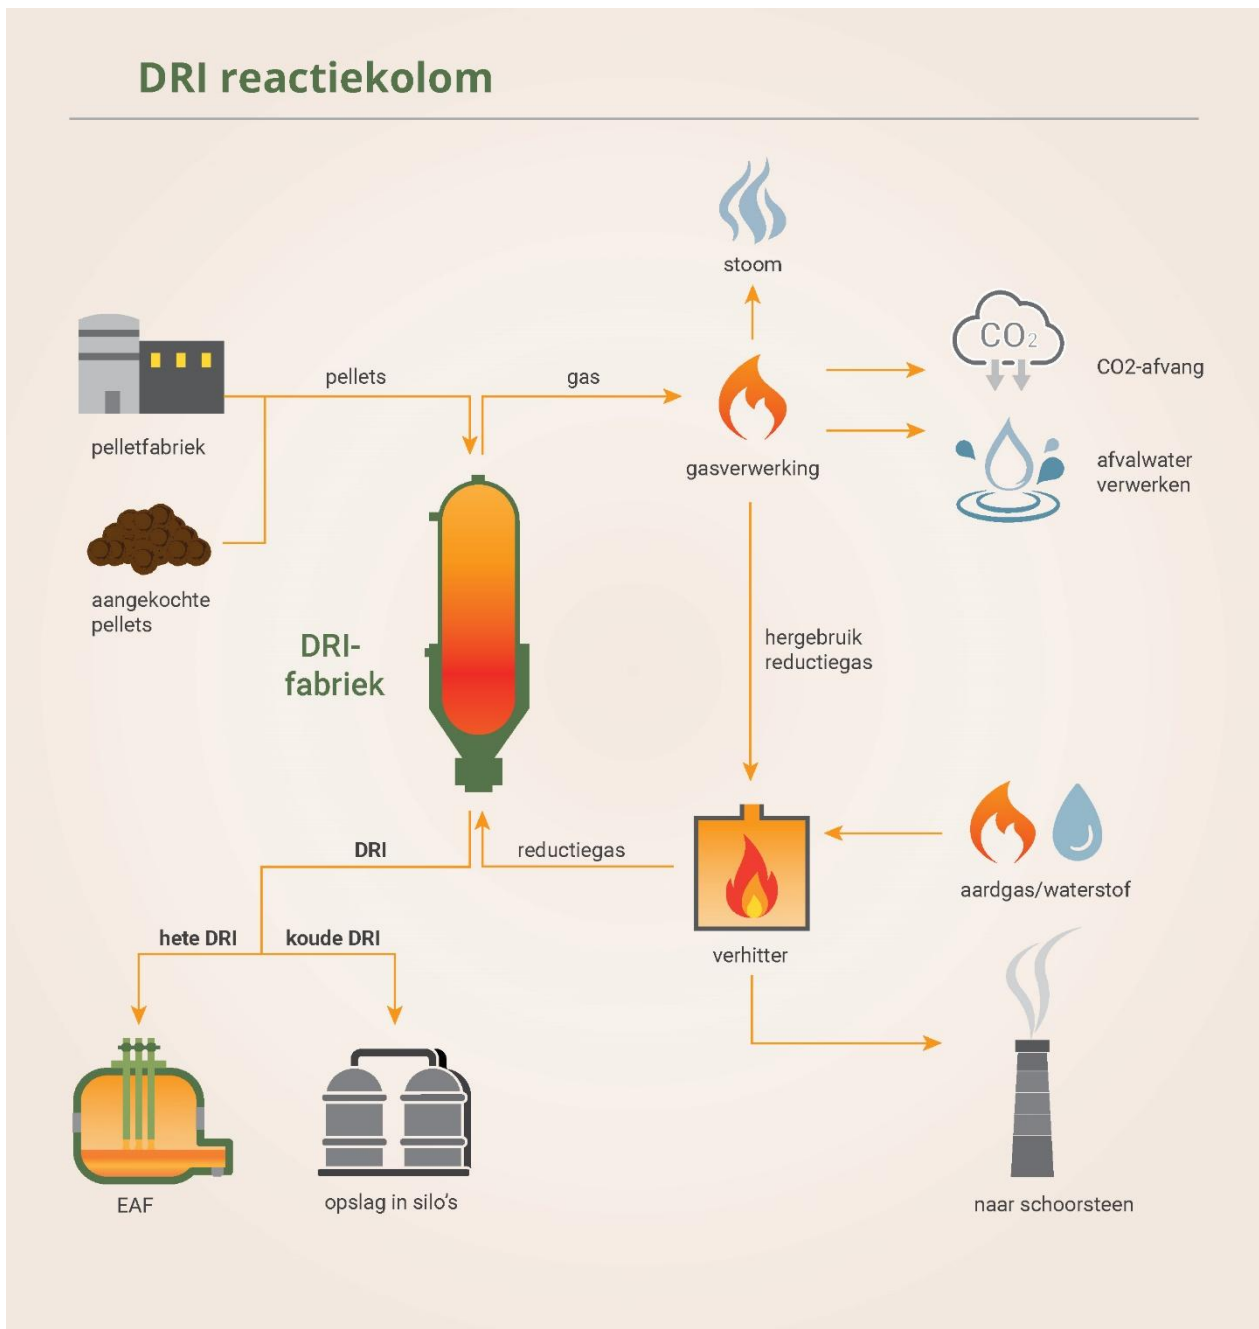 DRI reactiekolom
stoom
CO2
CO2-afvang
pellets
gas
pelletfabriek
gasverwerking
afvalwater
verwerken
aangekochte
pellets
DRI-
fabriek
hergebruik
reductiegas
DRI
reductiegas
aardgas/waterstof
hete DRI
koude DRI
verhitter
EAF
opslag in silo's
naar schoorsteen